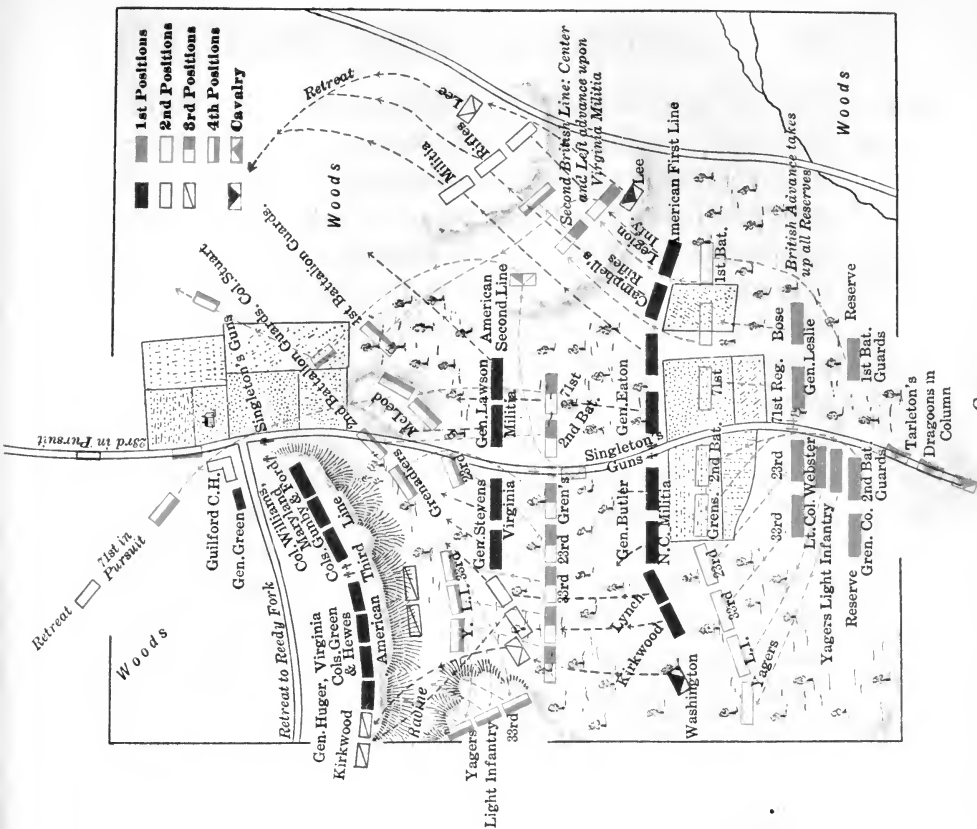 1st Positions
2nd Positions
3rd Positions
4th Positions
Cavalry
Retreat
Woods
Lee
Rifles
Militia
Second British Line: Center
and Left advance upon
Virginia Militia
Lee
Legion
Infy.
Campbell's
Rifles
American First Line
1st Bat.
British Advance takes
up all Reserves
Woods
Col. Stuart
1st Battalion Guards.
2nd Battalion Guards,
Singleton's Guns
McLeod
American
Second Line
Gen. Lawson
Militia
71st
2nd Bat.
Gen. Eaton
71st
Bose
Gen. Leslie
71st Reg.
Reserve
1st Bat.
Guards
23rd in Pursuit
Guilford C.H.
Gen. Green
Col. Williams,
Maryland
Cols. Gunby & Ford
Line
Third
American
Grenadiers
23rd
Gen. Stevens
Virginia
Singleton's
Guns
Gren's
23rd
33rd
Gen. Butler
N.C. Militia
Grens.
2nd Bat.
23rd
33rd
Lt. Col. Webster
Yagers Light Infantry
2nd Bat.
Guards
Gren. Co.
Reserve
Tarleton's
Dragoons in
Column
Retreat
71st in
Pursuit
Woods
Retreat to Reedy Fork
Gen. Huger, Virginia
Cols. Green
& Hewes
Kirkwood
Ravine
Y
L.I.
33rd
Yagers
Light Infantry
33rd
Lynch
Kirkwood
Washington
23rd
33rd
L.I.
Yagers